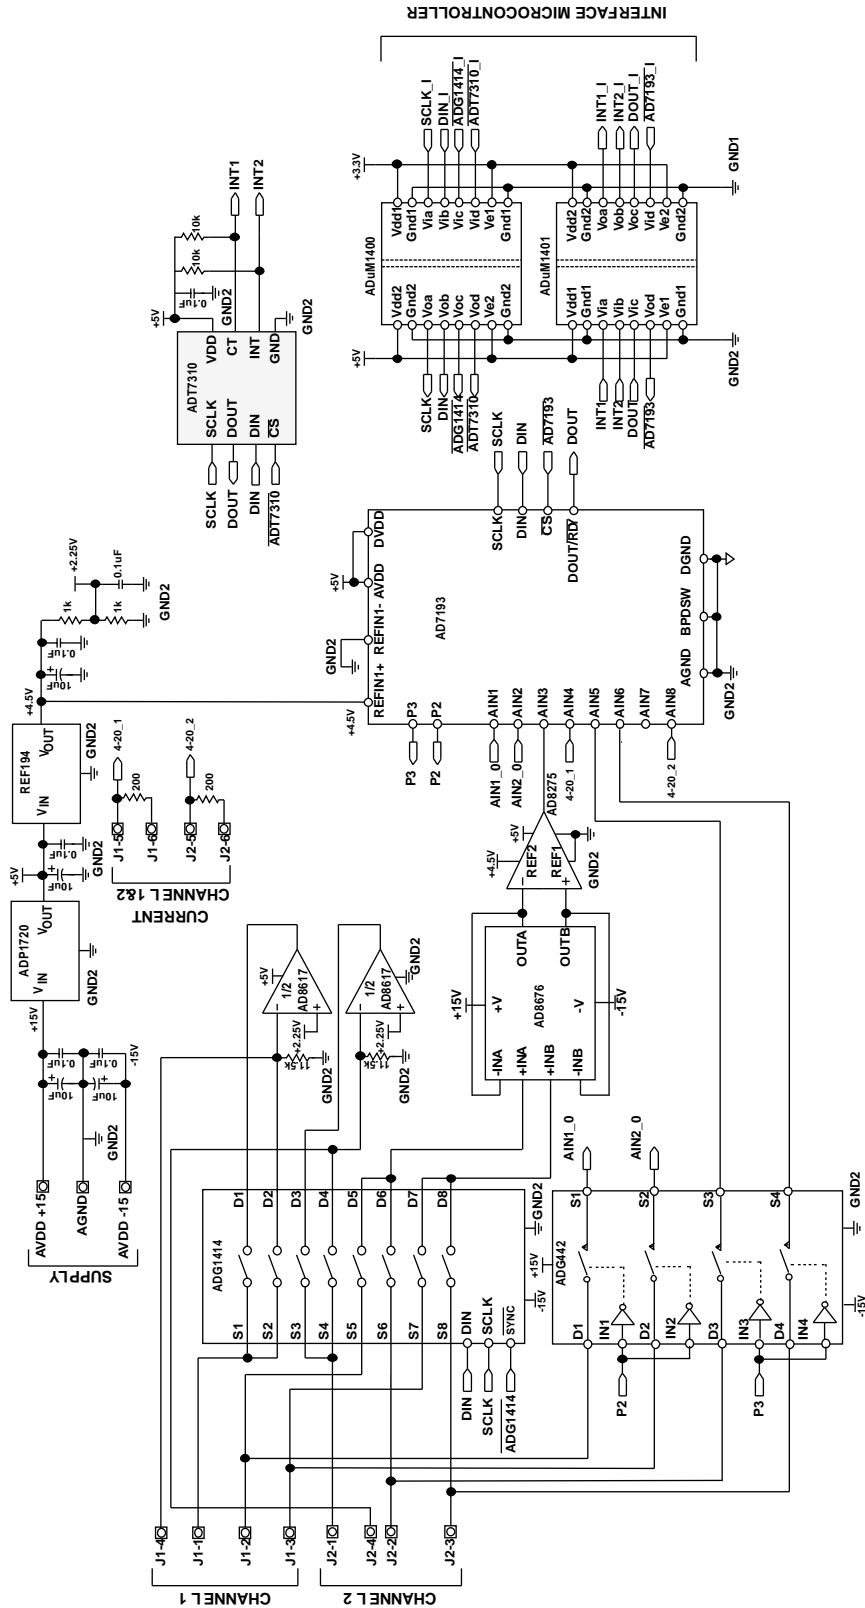 SUPPLY
AVDD +15
AGND
AVDD -15
10uF
0.1uF
10uF
0.1uF
+15V
-15V
GND2
ADP1720
VIN
VOUT
GND2
+5V
10uF
0.1uF
GND2
REF194
VIN
VOUT
GND2
+4.5V
10uF
0.1uF
1k
1k
+2.25V
0.1uF
GND2
CURRENT
CHANNEL 1&2
J1-5
J1-6
J2-5
J2-6
200
200
4-20_1
4-20_2
ADT7310
SCLK
DOUT
DIN
ADT7310
SCLK
DOUT
DIN
CS
VDD
CT
INT
GND
+5V
0.1uF
GND2
10k
10k
INT1
INT2
GND2
CHANNEL 1
J1-4
J1-1
J1-2
J1-3
CHANNEL 2
J2-1
J2-4
J2-2
J2-3
ADG1414
S1
S2
S3
S4
S5
S6
S7
S8
D1
D2
D3
D4
D5
D6
D7
D8
DIN
SCLK
SYNC
DIN
SCLK
ADG1414
-15V
GND2
+5V
1/2
AD8617
+2.25V
11.5k
GND2
1/2
AD8617
+2.25V
11.5k
GND2
GND2
ADG442
+15V
D1
IN1
D2
IN2
D3
IN3
D4
IN4
S1
S2
S3
S4
P2
P3
-15V
GND2
AIN1_0
AIN2_0
AD8676
+15V
-15V
-INA
+INA
+INB
-INB
+V
-V
OUTA
OUTB
AD8275
+4.5V
+5V
REF2
REF1
−
+
GND2
AD7193
+4.5V
REFIN1+
REFIN1-
AVDD
DVDD
GND2
+5V
P3
P2
P3
P2
AIN1_0
AIN2_0
4-20_1
4-20_2
AIN1
AIN2
AIN3
AIN4
AIN5
AIN6
AIN7
AIN8
AGND
BPDSW
DGND
GND2
SCLK
DIN
CS
DOUT/RD
SCLK
DIN
AD7193
DOUT
ADuM1400
+5V
SCLK
DIN
ADG1414
ADT7310
Vdd2
Gnd2
Voa
Vob
Voc
Vod
Ve2
Gnd2
Vdd1
Gnd1
Via
Vib
Vic
Vid
Ve1
Gnd1
+3.3V
SCLK_I
DIN_I
ADG1414_I
ADT7310_I
ADuM1401
INT1
INT2
DOUT
AD7193
GND2
Vdd1
Gnd1
Via
Vib
Vic
Vod
Ve1
Gnd1
Vdd2
Gnd2
Voa
Vob
Voc
Vid
Ve2
Gnd2
INT1_I
INT2_I
DOUT_I
AD7193_I
GND1
INTERFACE MICROCONTROLLER